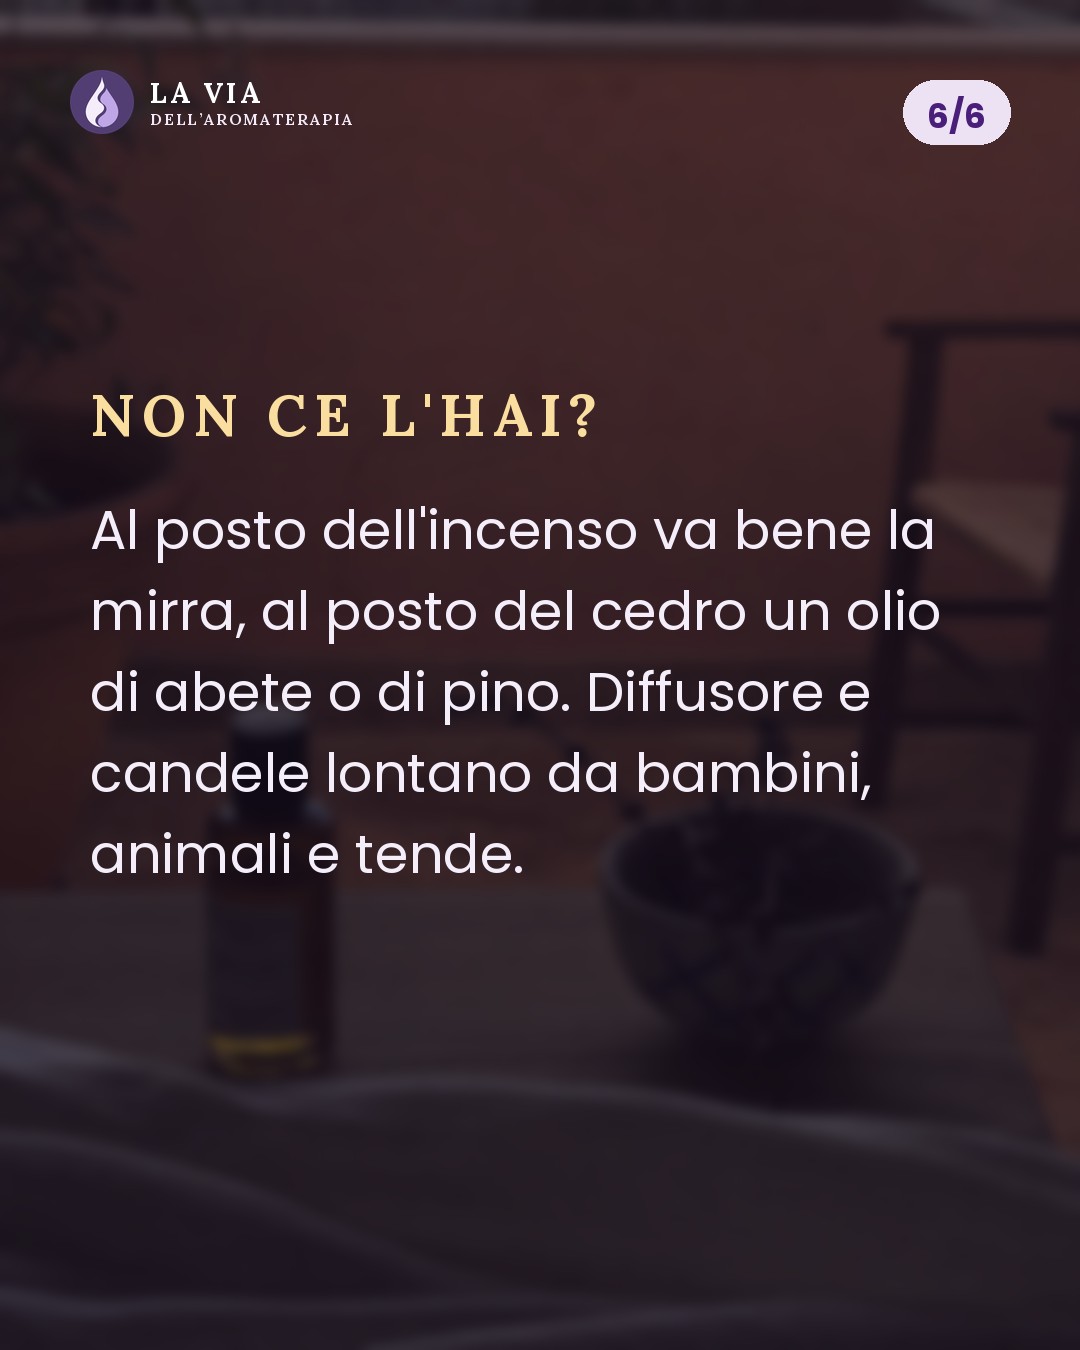 LA VIA
DELL'AROMATERAPIA
6/6
NON CE L'HAI?
Al posto dell'incenso va bene la
mirra, al posto del cedro un olio
di abete o di pino. Diffusore e
candele lontano da bambini,
animali e tende.